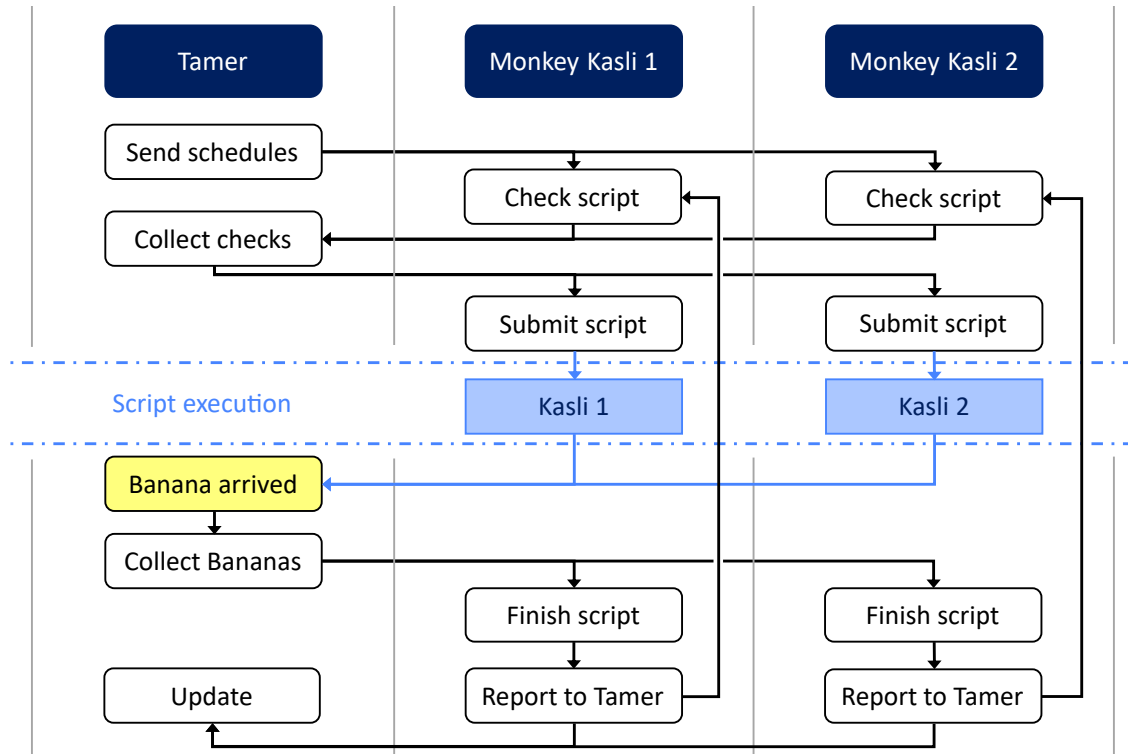 Tamer
Monkey Kasli 1
Monkey Kasli 2
Send schedules
Check script
Check script
Collect checks
Submit script
Submit script
Script execution
Kasli 1
Kasli 2
Banana arrived
Collect Bananas
Finish script
Finish script
Update
Report to Tamer
Report to Tamer